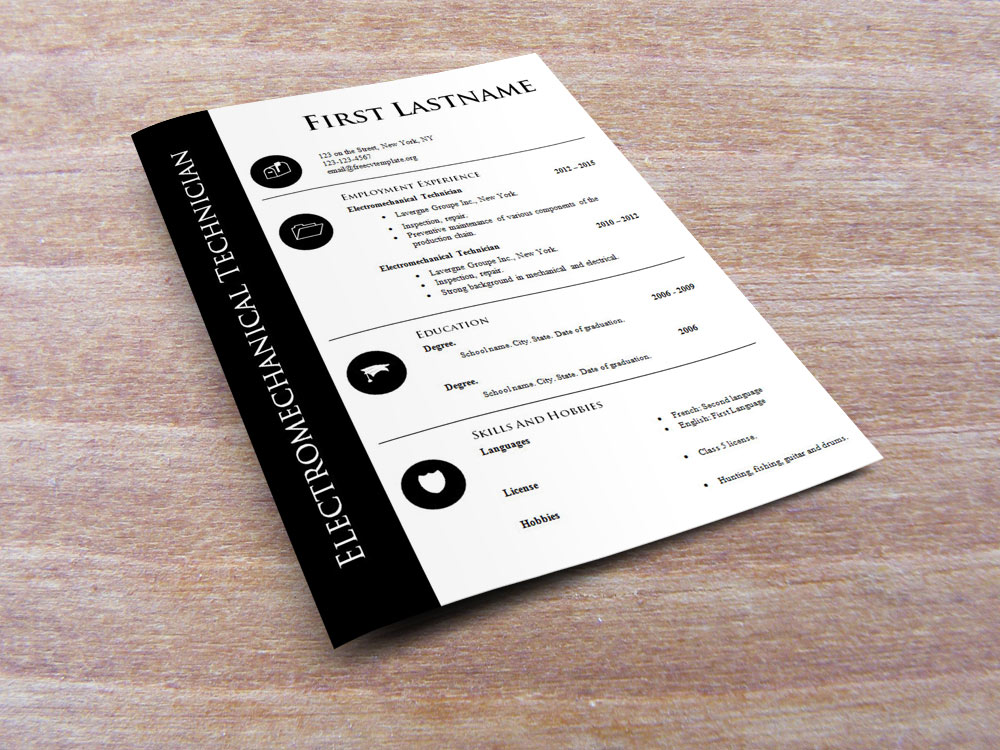 FIRST LASTNAME
ELECTROMECHANICAL TECHNICIAN
123 on the Street, New York, NY
123-123-4567
email@freecvtemplate.org
EMPLOYMENT EXPERIENCE
Electromechanical Technician 2012 – 2015
• Lavergne Groupe Inc., New York.
• Inspection, repair.
• Preventive maintenance of various components of the
production chain.
Electromechanical Technician 2010 – 2012
• Lavergne Groupe Inc., New York.
• Inspection, repair.
• Strong background in mechanical and electrical.
EDUCATION
Degree. 2006 - 2009
School name. City. State. Date of graduation.
Degree. 2006
School name. City. State. Date of graduation.
SKILLS AND HOBBIES
Languages
• French: Second language
• English: First Language
License
• Class 5 license.
Hobbies
• Hunting, fishing, guitar and drums.